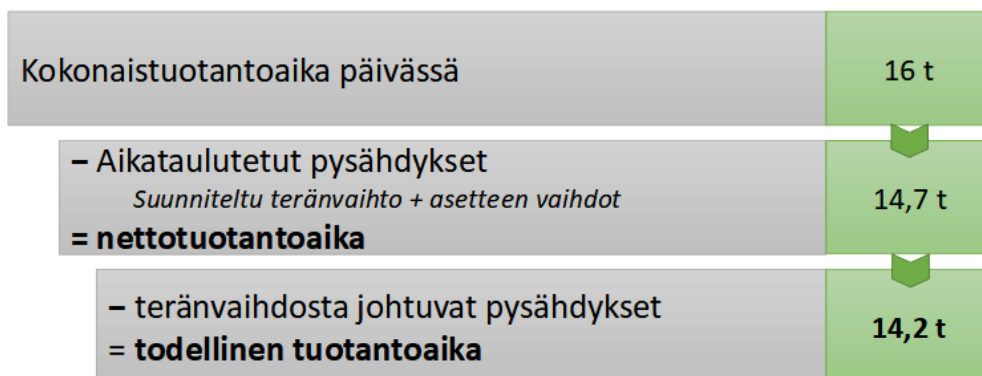 Kokonaistuotantoaika päivässä 16 t
– Aikataulutetut pysähdykset
Suunniteltu teränvaihto + asetteen vaihdot 14,7 t
= nettotuotantoaika
– teränvaihdosta johtuvat pysähdykset
14,2 t
= todellinen tuotantoaika